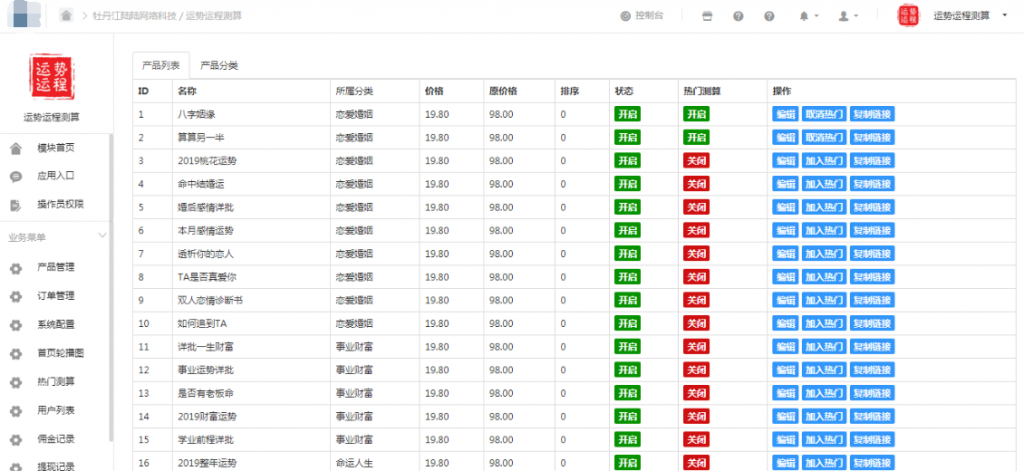 牡丹江陆陆网络科技 / 运势运程测算
控制台
运势运程测算
运势
运程
运势运程测算
模块首页
应用入口
操作员权限
业务菜单
产品管理
订单管理
系统配置
首页轮播图
热门测算
用户列表
佣金记录
提现记录
产品列表 产品分类
ID 名称 所属分类 价格 原价格 排序 状态 热门测算 操作
1 八字姻缘 恋爱婚姻 19.80 98.00 0 开启 开启 编辑 取消热门 复制链接
2 算算另一半 恋爱婚姻 19.80 98.00 0 开启 开启 编辑 取消热门 复制链接
3 2019桃花运势 恋爱婚姻 19.80 98.00 0 开启 关闭 编辑 加入热门 复制链接
4 命中结婚运 恋爱婚姻 19.80 98.00 0 开启 关闭 编辑 加入热门 复制链接
5 婚后感情详批 恋爱婚姻 19.80 98.00 0 开启 关闭 编辑 加入热门 复制链接
6 本月感情运势 恋爱婚姻 19.80 98.00 0 开启 关闭 编辑 加入热门 复制链接
7 透析你的恋人 恋爱婚姻 19.80 98.00 0 开启 关闭 编辑 加入热门 复制链接
8 TA是否真爱你 恋爱婚姻 19.80 98.00 0 开启 关闭 编辑 加入热门 复制链接
9 双人恋情诊断书 恋爱婚姻 19.80 98.00 0 开启 关闭 编辑 加入热门 复制链接
10 如何追到TA 恋爱婚姻 19.80 98.00 0 开启 关闭 编辑 加入热门 复制链接
11 详批一生财富 事业财富 19.80 98.00 0 开启 关闭 编辑 加入热门 复制链接
12 事业运势详批 事业财富 19.80 98.00 0 开启 关闭 编辑 加入热门 复制链接
13 是否有老板命 事业财富 19.80 98.00 0 开启 关闭 编辑 加入热门 复制链接
14 2019财富运势 事业财富 19.80 98.00 0 开启 关闭 编辑 加入热门 复制链接
15 学业前程详批 事业财富 19.80 98.00 0 开启 关闭 编辑 加入热门 复制链接
16 2019整年运势 命运人生 19.80 98.00 0 开启 关闭 编辑 加入热门 复制链接